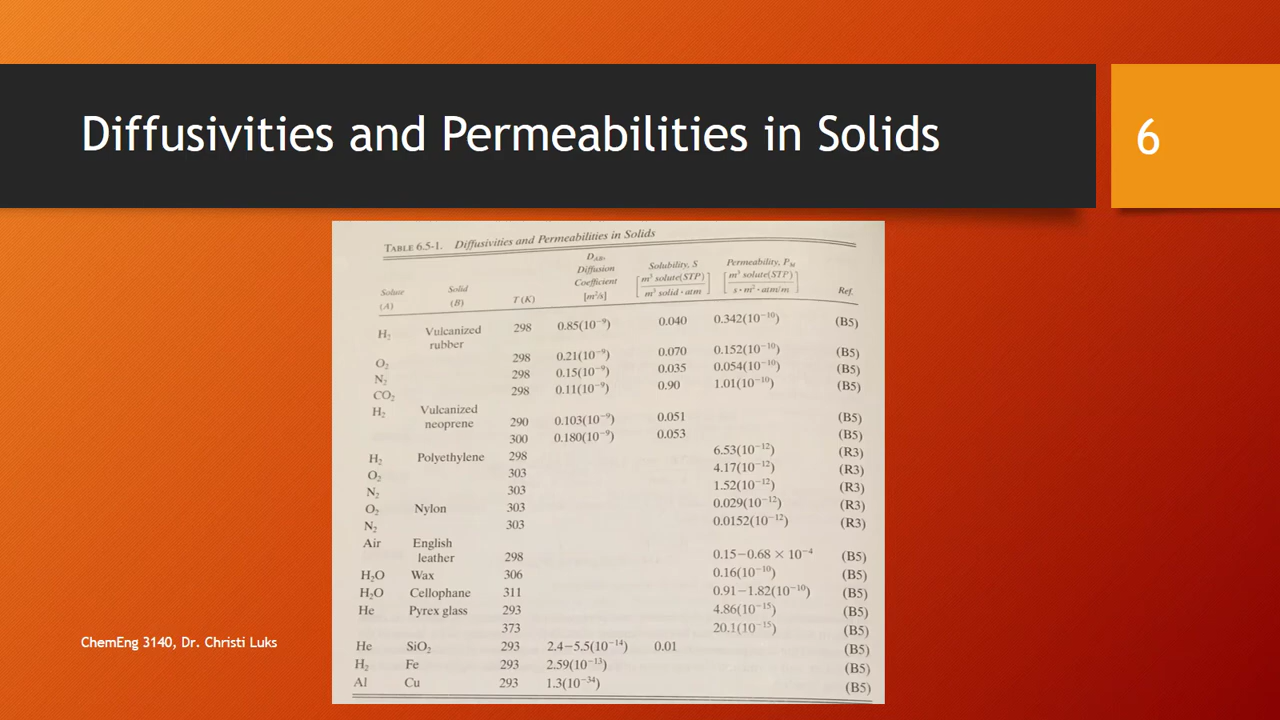 Diffusivities and Permeabilities in Solids
6
TABLE 6.5-1. Diffusivities and Permeabilities in Solids
Solute (A) Solid (B) T (K) D_AB, Diffusion Coefficient [m²/s] Solubility, S [m³ solute(STP) / m³ solid · atm] Permeability, P_M [m³ solute(STP) / s · m² · atm/m] Ref.
H₂ Vulcanized rubber 298 0.85(10⁻⁹) 0.040 0.342(10⁻¹⁰) (B5)
O₂ 298 0.21(10⁻⁹) 0.070 0.152(10⁻¹⁰) (B5)
N₂ 298 0.15(10⁻⁹) 0.035 0.054(10⁻¹⁰) (B5)
CO₂ 298 0.11(10⁻⁹) 0.90 1.01(10⁻¹⁰) (B5)
H₂ Vulcanized neoprene 290 0.103(10⁻⁹) 0.051 (B5)
300 0.180(10⁻⁹) 0.053 (B5)
H₂ Polyethylene 298 6.53(10⁻¹²) (R3)
O₂ 303 4.17(10⁻¹²) (R3)
N₂ 303 1.52(10⁻¹²) (R3)
O₂ Nylon 303 0.029(10⁻¹²) (R3)
N₂ 303 0.0152(10⁻¹²) (R3)
Air English leather 298 0.15–0.68 × 10⁻⁴ (B5)
H₂O Wax 306 0.16(10⁻¹⁰) (B5)
H₂O Cellophane 311 0.91–1.82(10⁻¹⁰) (B5)
He Pyrex glass 293 4.86(10⁻¹⁵) (B5)
373 20.1(10⁻¹⁵) (B5)
He SiO₂ 293 2.4–5.5(10⁻¹⁴) 0.01 (B5)
H₂ Fe 293 2.59(10⁻¹³) (B5)
Al Cu 293 1.3(10⁻³⁴) (B5)
ChemEng 3140, Dr. Christi Luks